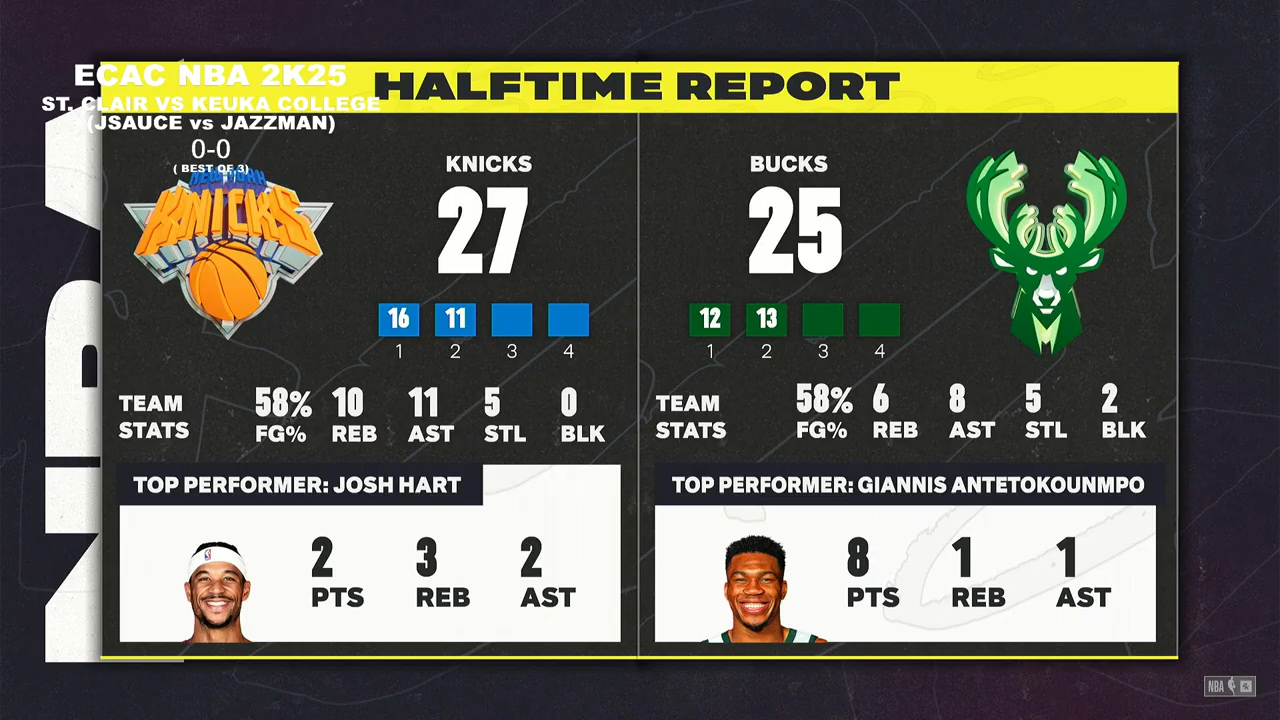 ECAC NBA 2K25
ST. CLAIR VS KEUKA COLLEGE
(JSAUCE vs JAZZMAN)
0-0
( BEST OF 3)
HALFTIME REPORT
NEW YORK
KNICKS
KNICKS
27
16 11
1 2 3 4
TEAM STATS
58% 10 11 5 0
FG% REB AST STL BLK
TOP PERFORMER: JOSH HART
2 3 2
PTS REB AST
BUCKS
25
12 13
1 2 3 4
TEAM STATS
58% 6 8 5 2
FG% REB AST STL BLK
TOP PERFORMER: GIANNIS ANTETOKOUNMPO
8 1 1
PTS REB AST
NBA